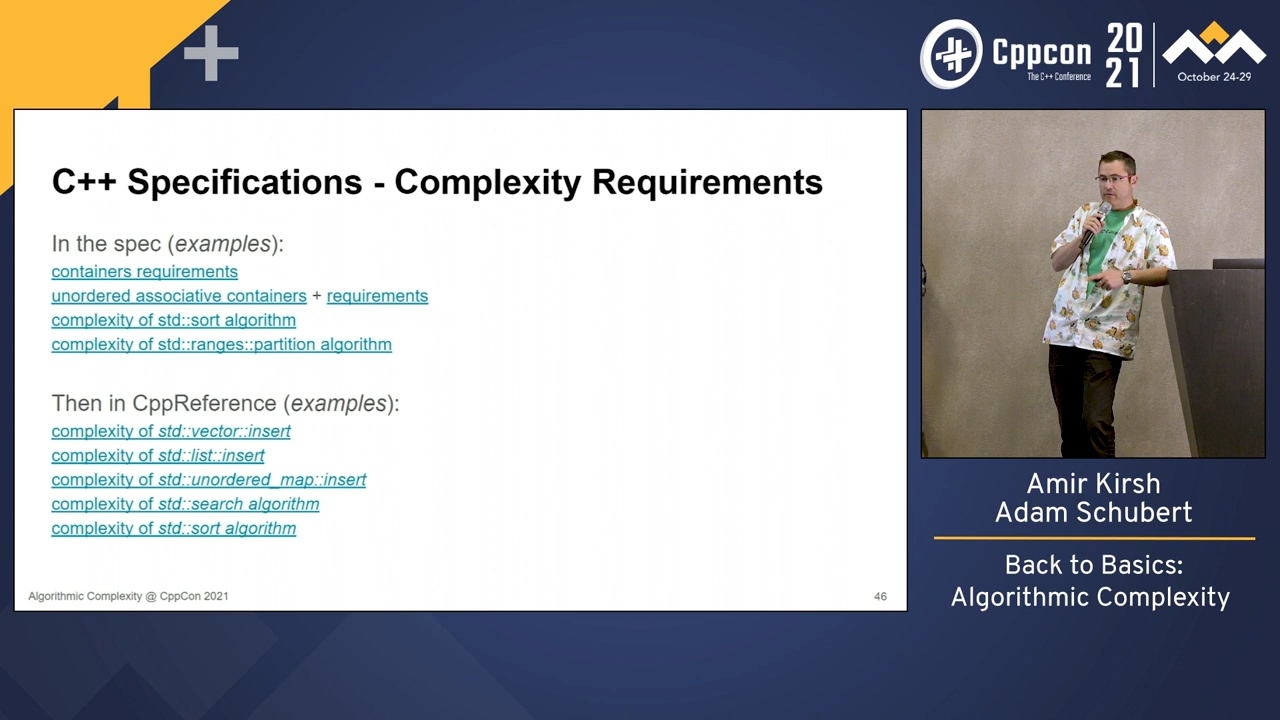 Cppcon
The C++ Conference
20
21
October 24-29
C++ Specifications - Complexity Requirements
In the spec (examples):
containers requirements
unordered associative containers + requirements
complexity of std::sort algorithm
complexity of std::ranges::partition algorithm
Then in CppReference (examples):
complexity of std::vector::insert
complexity of std::list::insert
complexity of std::unordered_map::insert
complexity of std::search algorithm
complexity of std::sort algorithm
Algorithmic Complexity @ CppCon 2021
46
Amir Kirsh
Adam Schubert
Back to Basics:
Algorithmic Complexity